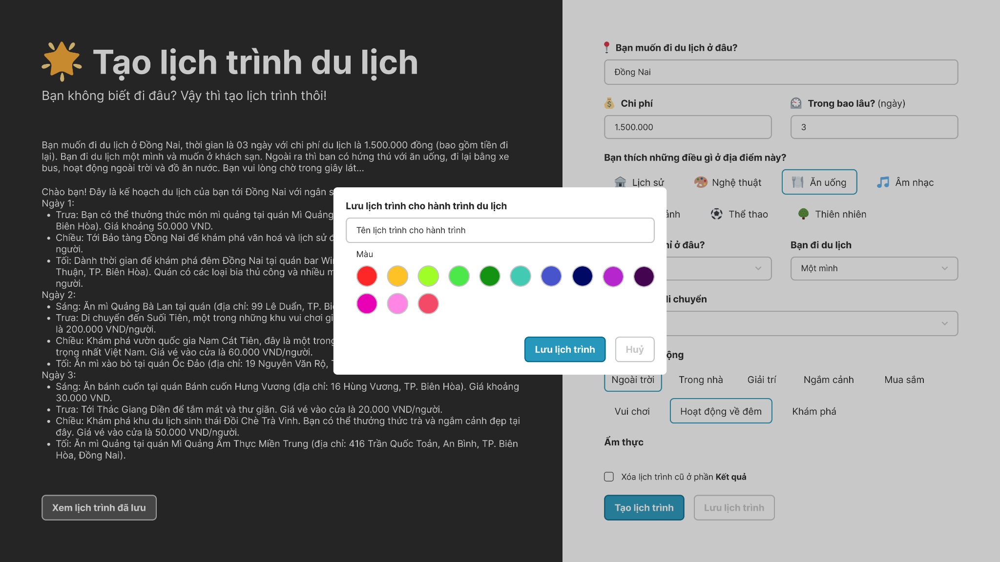 Tạo lịch trình du lịch
Bạn không biết đi đâu? Vậy thì tạo lịch trình thôi!
Bạn muốn đi du lịch ở Đồng Nai, thời gian là 03 ngày với chi phí du lịch là 1.500.000 đồng (bao gồm tiền đi
lại). Bạn đi du lịch một mình và muốn ở khách sạn. Ngoài ra thì bạn có hứng thú với ăn uống, đi lại bằng xe
bus, hoạt động ngoài trời và đồ ăn nước. Bạn vui lòng chờ trong giây lát...
Chào bạn! Đây là kế hoạch du lịch của bạn tới Đồng Nai với ngân
Ngày 1:
• Trưa: Bạn có thể thưởng thức món mì quảng tại quán Mì Quảng
Biên Hòa). Giá khoảng 50.000 VND.
• Chiều: Tới Bảo tàng Đồng Nai để khám phá văn hoá và lịch sử
người.
• Tối: Dành thời gian để khám phá đêm Đồng Nai tại quán bar
Thuận, TP. Biên Hòa). Quán có các loại bia thủ công và nhiều
người.
Ngày 2:
• Sáng: Ăn mì Quảng Bà Lan tại quán (địa chỉ: 99 Lê Duẩn, TP.
• Trưa: Di chuyển đến Suối Tiên, một trong những khu vui chơi
là 200.000 VND/người.
• Chiều: Khám phá vườn quốc gia Nam Cát Tiên, đây là một trong
trọng nhất Việt Nam. Giá vé vào cửa là 60.000 VND/người.
• Tối: Ăn mì xào bò tại quán Ốc Đảo (địa chỉ: 19 Nguyễn Văn Rộ,
Ngày 3:
• Sáng: Ăn bánh cuốn tại quán Bánh cuốn Hưng Vương (địa chỉ: 16 Hùng Vương, TP. Biên Hòa). Giá khoảng
30.000 VND.
• Trưa: Tới Thác Giang Điền để tắm mát và thư giãn. Giá vé vào cửa là 20.000 VND/người.
• Chiều: Khám phá khu du lịch sinh thái Đồi Chè Trà Vinh. Bạn có thể thưởng thức trà và ngắm cảnh đẹp tại
đây. Giá vé vào cửa là 50.000 VND/người.
• Tối: Ăn mì Quảng tại quán Mì Quảng Ẩm Thực Miền Trung (địa chỉ: 416 Trần Quốc Toản, An Bình, TP. Biên
Hòa, Đồng Nai).
Xem lịch trình đã lưu
Lưu lịch trình cho hành trình du lịch
Tên lịch trình cho hành trình
Màu
Lưu lịch trình
Huỷ
Bạn muốn đi du lịch ở đâu?
Đồng Nai
Chi phí
Trong bao lâu? (ngày)
1.500.000
3
Bạn thích những điều gì ở địa điểm này?
Lịch sử
Nghệ thuật
Ăn uống
Âm nhạc
Thể thao
Thiên nhiên
ở đâu?
Bạn đi du lịch
Một mình
chuyển
Ngoài trời
Trong nhà
Giải trí
Ngắm cảnh
Mua sắm
Vui chơi
Hoạt động về đêm
Khám phá
Ẩm thực
Xóa lịch trình cũ ở phần Kết quả
Tạo lịch trình
Lưu lịch trình